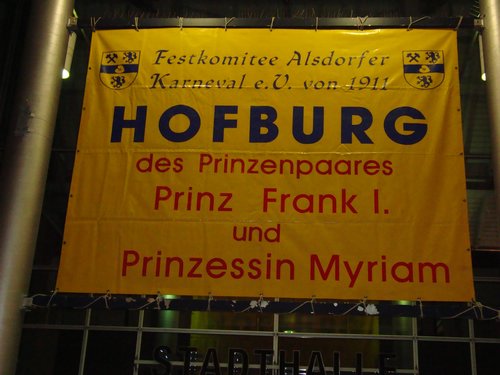 Festkomitee Alsdorfer
Karneval e.V. von 1911
HOFBURG
des Prinzenpaares
Prinz Frank I.
und
Prinzessin Myriam
STADTHALLE